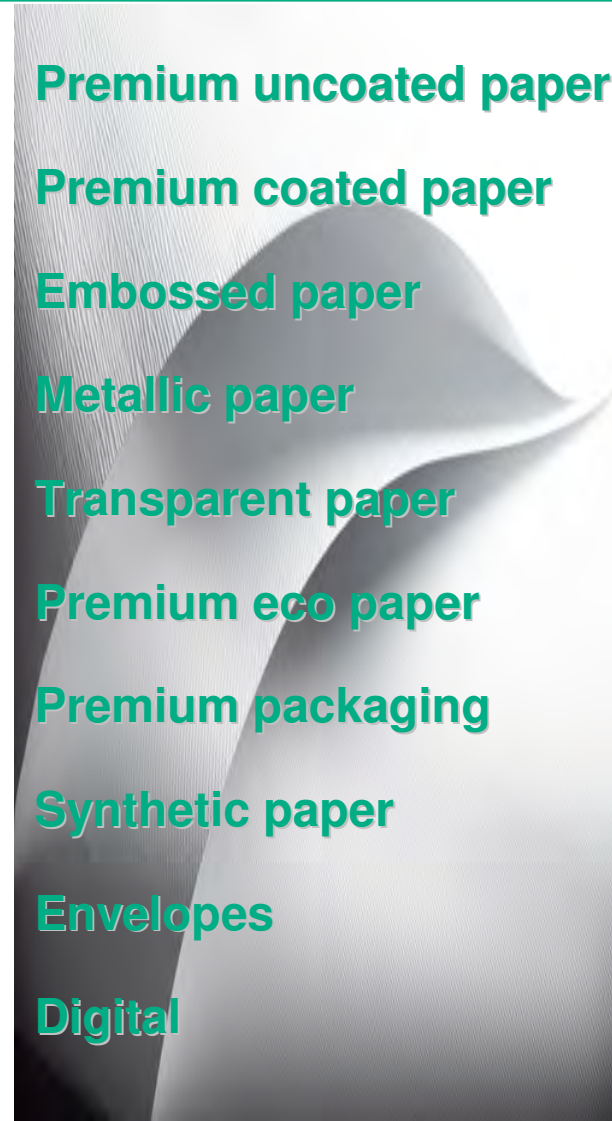 Premium uncoated paper
Premium coated paper
Embossed paper
Metallic paper
Transparent paper
Premium eco paper
Premium packaging
Synthetic paper
Envelopes
Digital